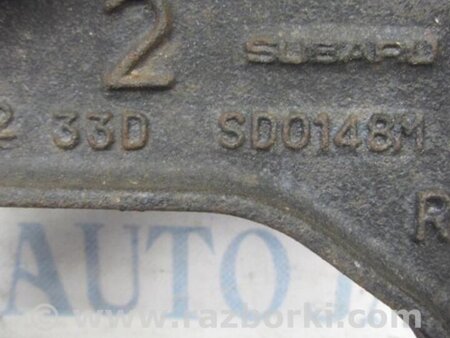 2 SUBARU
2 33D SD0148M
R
AUTO
www.razborki.com